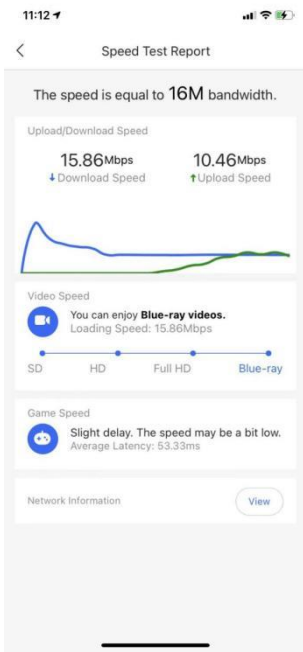 11:12
Speed Test Report
The speed is equal to 16M bandwidth.
Upload/Download Speed
15.86Mbps 10.46Mbps
Download Speed Upload Speed
Video Speed
You can enjoy Blue-ray videos.
Loading Speed: 15.86Mbps
SD HD Full HD Blue-ray
Game Speed
Slight delay. The speed may be a bit low.
Average Latency: 53.33ms
Network Information View